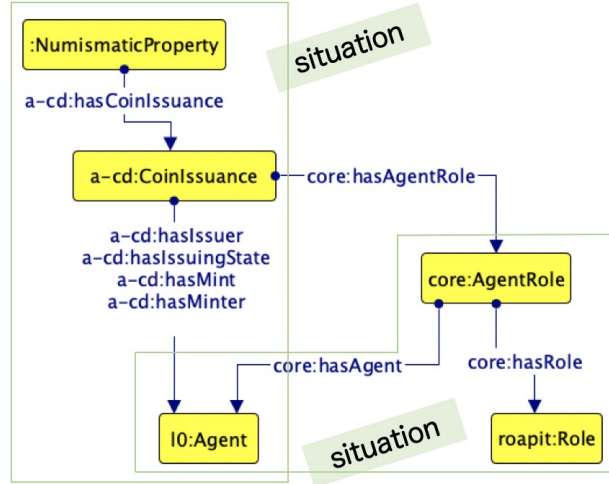 :NumismaticProperty
situation
a-cd:hasCoinIssuance
a-cd:CoinIssuance
core:hasAgentRole
a-cd:hasIssuer
a-cd:hasIssuingState
a-cd:hasMint
a-cd:hasMinter
core:AgentRole
core:hasAgent
core:hasRole
l0:Agent
situation
roapit:Role